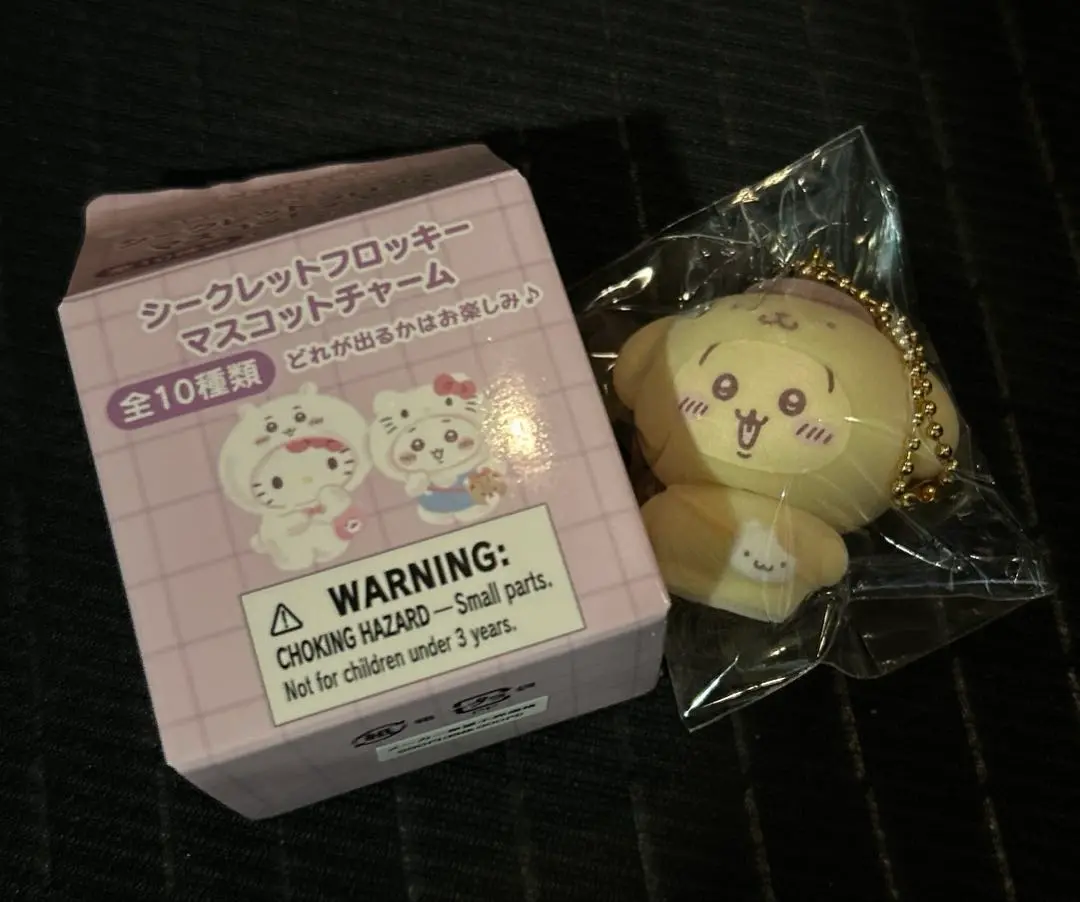 シークレットフロッキー
マスコットチャーム
全10種類
どれが出るかはお楽しみ♪
WARNING:
CHOKING HAZARD — Small parts.
Not for children under 3 years.